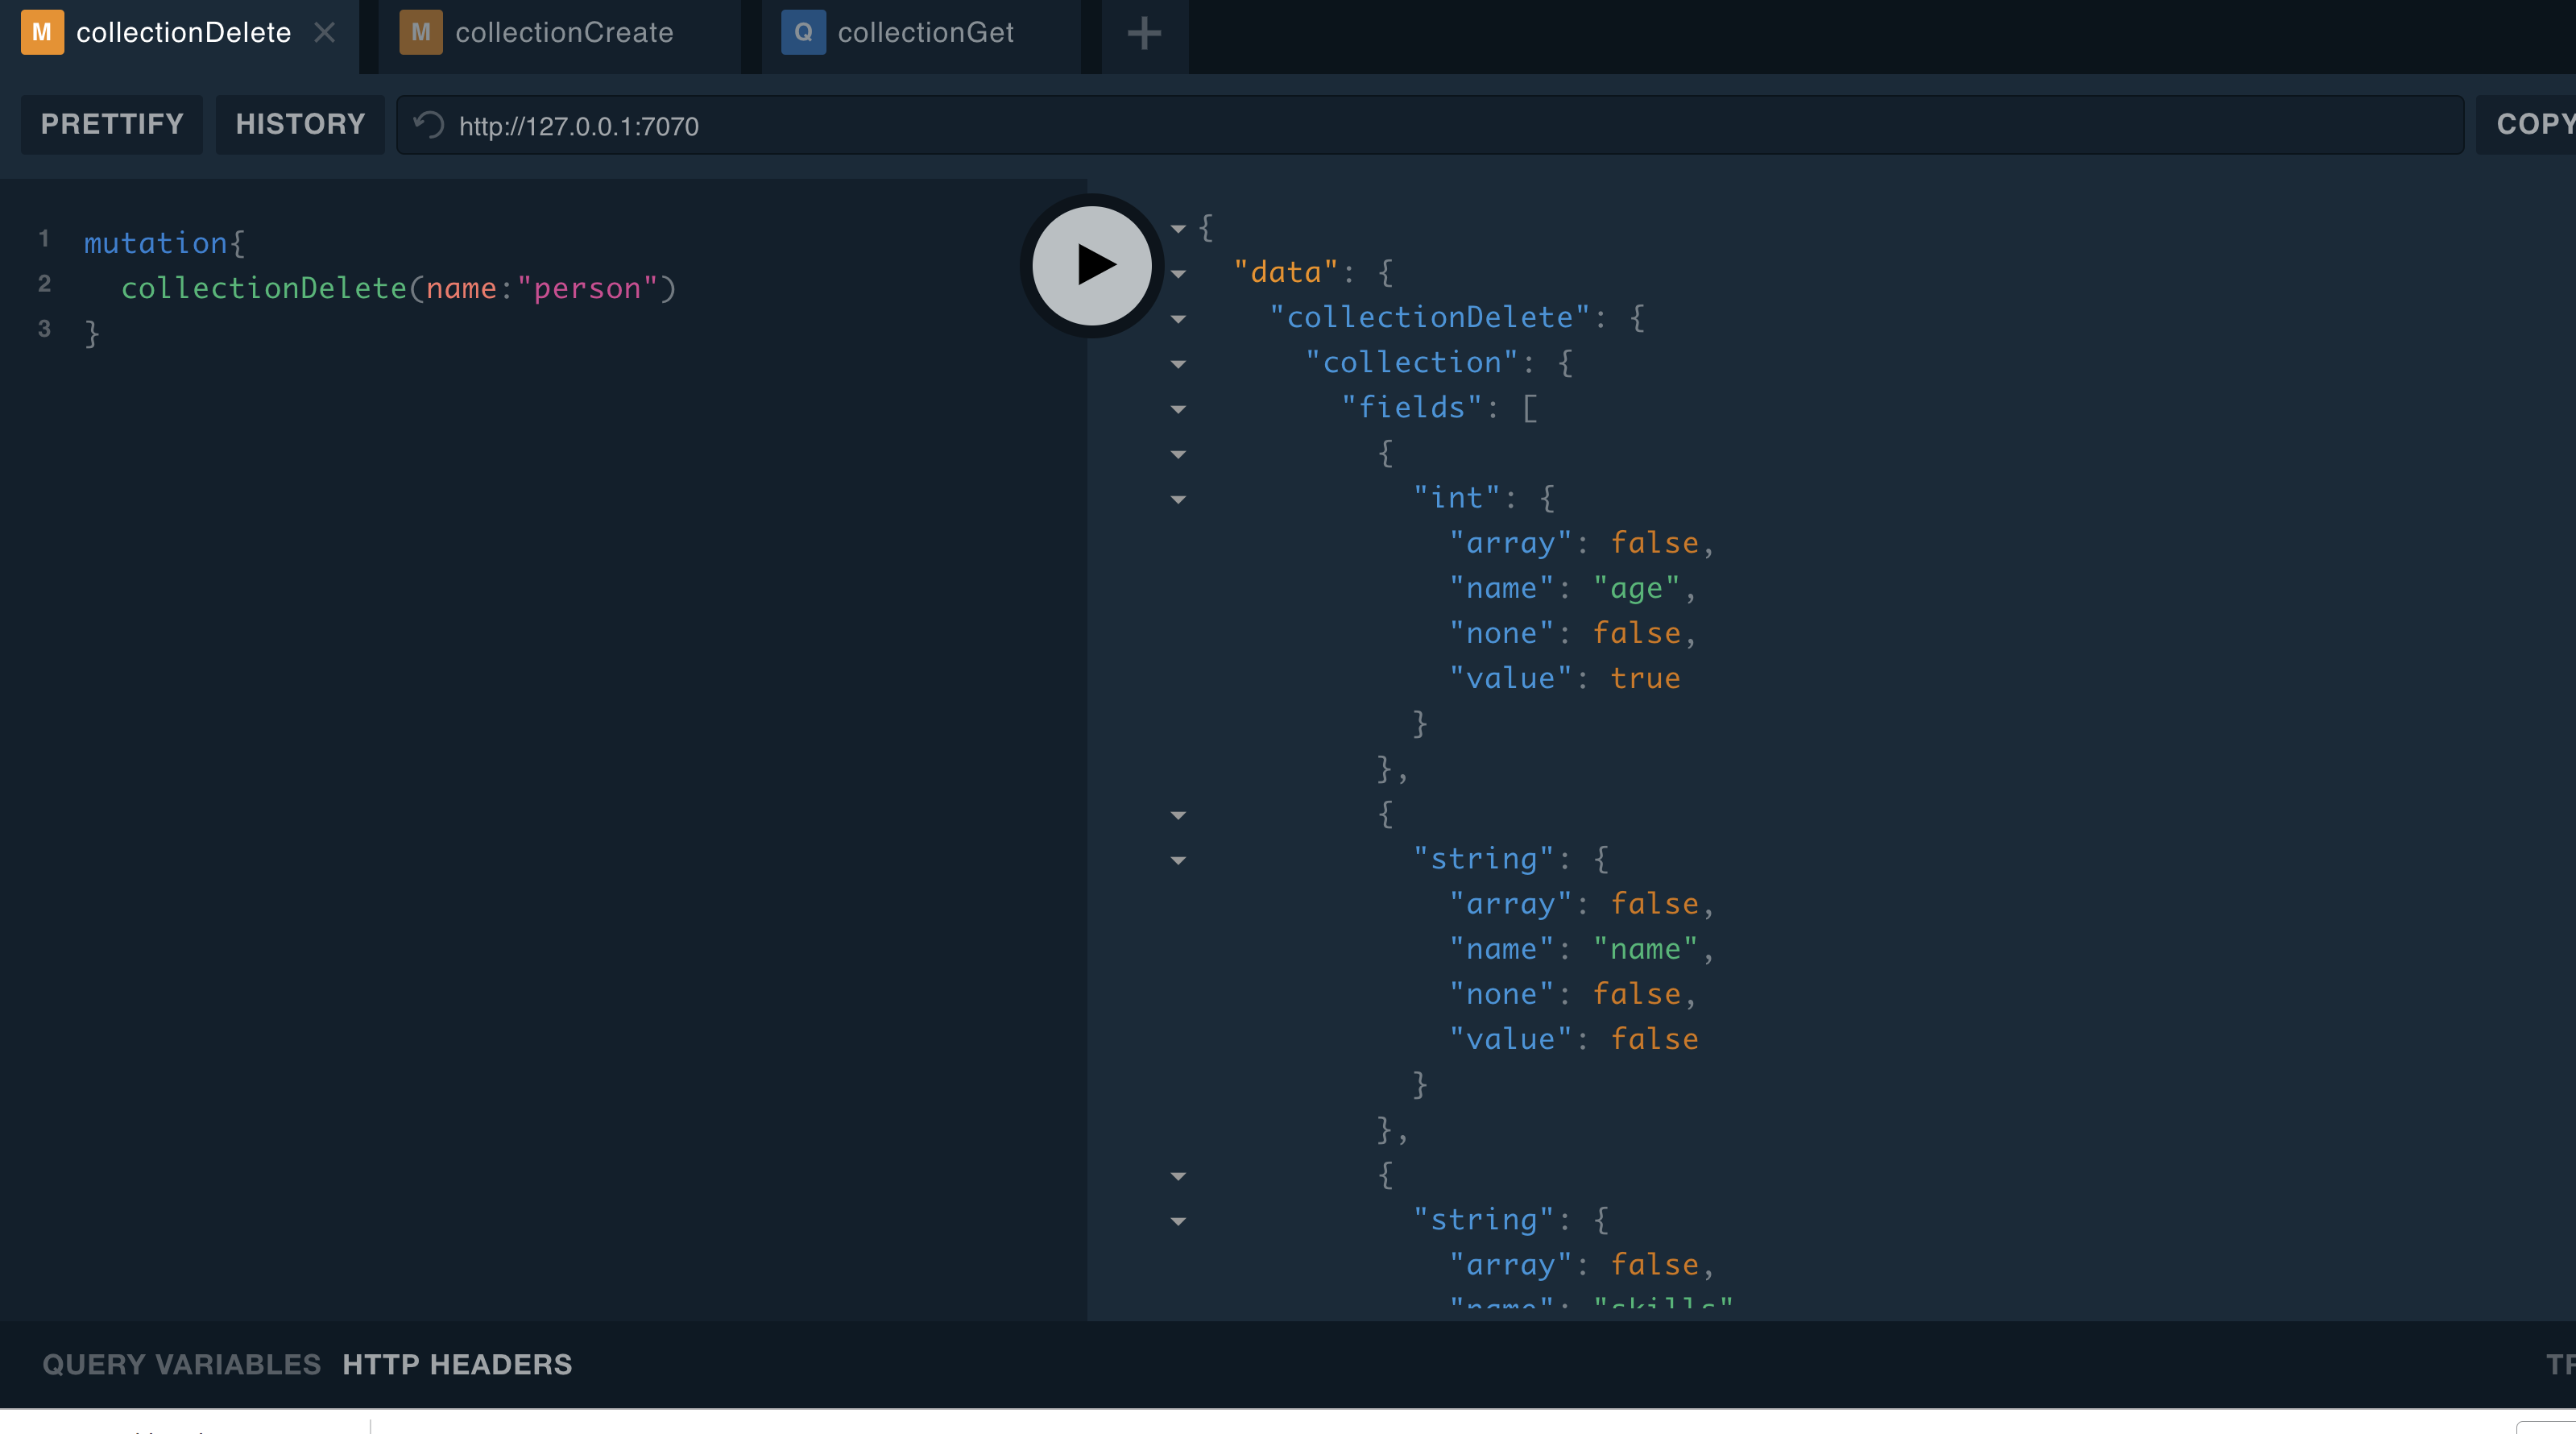 M collectionDelete M collectionCreate Q collectionGet
PRETTIFY HISTORY http://127.0.0.1:7070 COPY
1 mutation{
2 collectionDelete(name:"person")
3 }
{
"data": {
"collectionDelete": {
"collection": {
"fields": [
{
"int": {
"array": false,
"name": "age",
"none": false,
"value": true
}
},
{
"string": {
"array": false,
"name": "name",
"none": false,
"value": false
}
},
{
"string": {
"array": false,
"name": "skills"
QUERY VARIABLES HTTP HEADERS